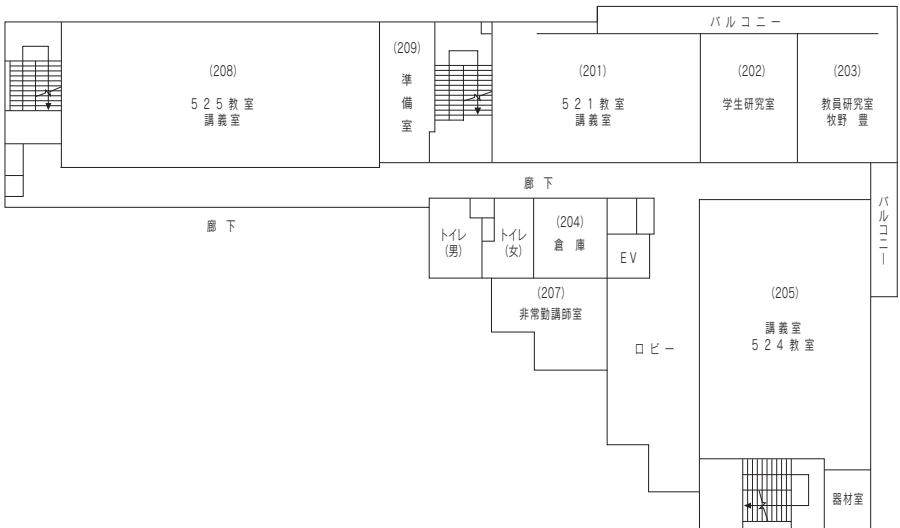 バルコニー
(208)
５２５教室
講義室
(209)
準
備
室
(201)
５２１教室
講義室
(202)
学生研究室
(203)
教員研究室
牧野　豊
廊下
バルコニー
廊下
トイレ
(男)
トイレ
(女)
(204)
倉庫
EV
(207)
非常勤講師室
ロビー
(205)
講義室
５２４教室
器材室